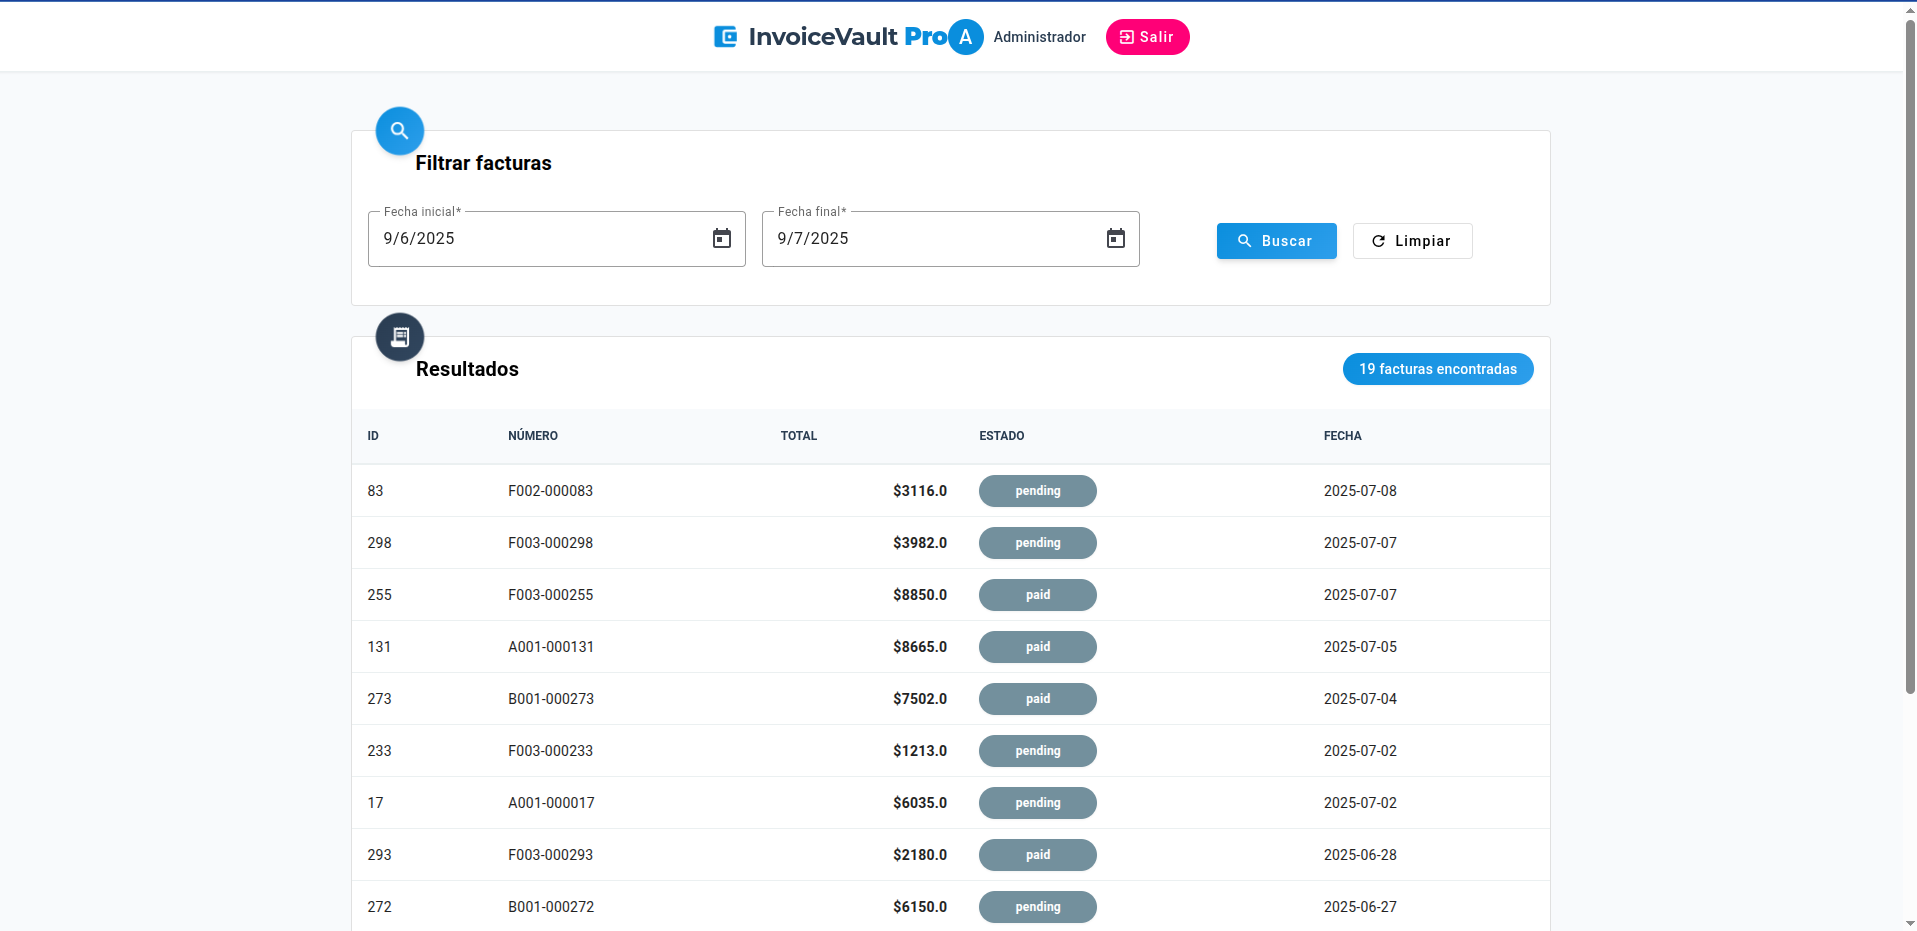 InvoiceVault Pro A Administrador Salir
Filtrar facturas
Fecha inicial* Fecha final*
9/6/2025 9/7/2025 Buscar Limpiar
Resultados 19 facturas encontradas
ID NÚMERO TOTAL ESTADO FECHA
83 F002-000083 $3116.0 pending 2025-07-08
298 F003-000298 $3982.0 pending 2025-07-07
255 F003-000255 $8850.0 paid 2025-07-07
131 A001-000131 $8665.0 paid 2025-07-05
273 B001-000273 $7502.0 paid 2025-07-04
233 F003-000233 $1213.0 pending 2025-07-02
17 A001-000017 $6035.0 pending 2025-07-02
293 F003-000293 $2180.0 paid 2025-06-28
272 B001-000272 $6150.0 pending 2025-06-27